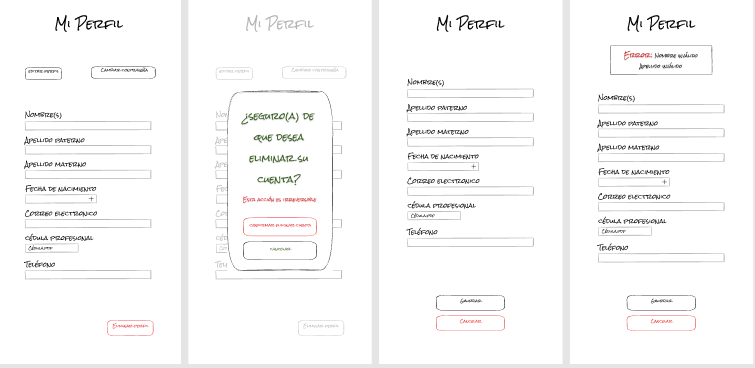 Mi Perfil
Editar perfil
Cambiar contraseña
Nombre(s)
Apellido paterno
Apellido materno
Fecha de nacimiento
+
Correo electronico
cédula profesional
Teléfono
Eliminar perfil
Mi Perfil
¿seguro(a) de
que desea
eliminar su
cuenta?
Esta acción es irreversible
Confirmar eliminar cuenta
Cancelar
Eliminar perfil
Mi Perfil
Nombre(s)
Apellido paterno
Apellido materno
Fecha de nacimiento
+
Correo electronico
cédula profesional
Teléfono
Guardar
Cancelar
Mi Perfil
Error: Nombre inválido
Apellido inválido
Nombre(s)
Apellido paterno
Apellido materno
Fecha de nacimiento
+
Correo electronico
cédula profesional
Teléfono
Guardar
Cancelar